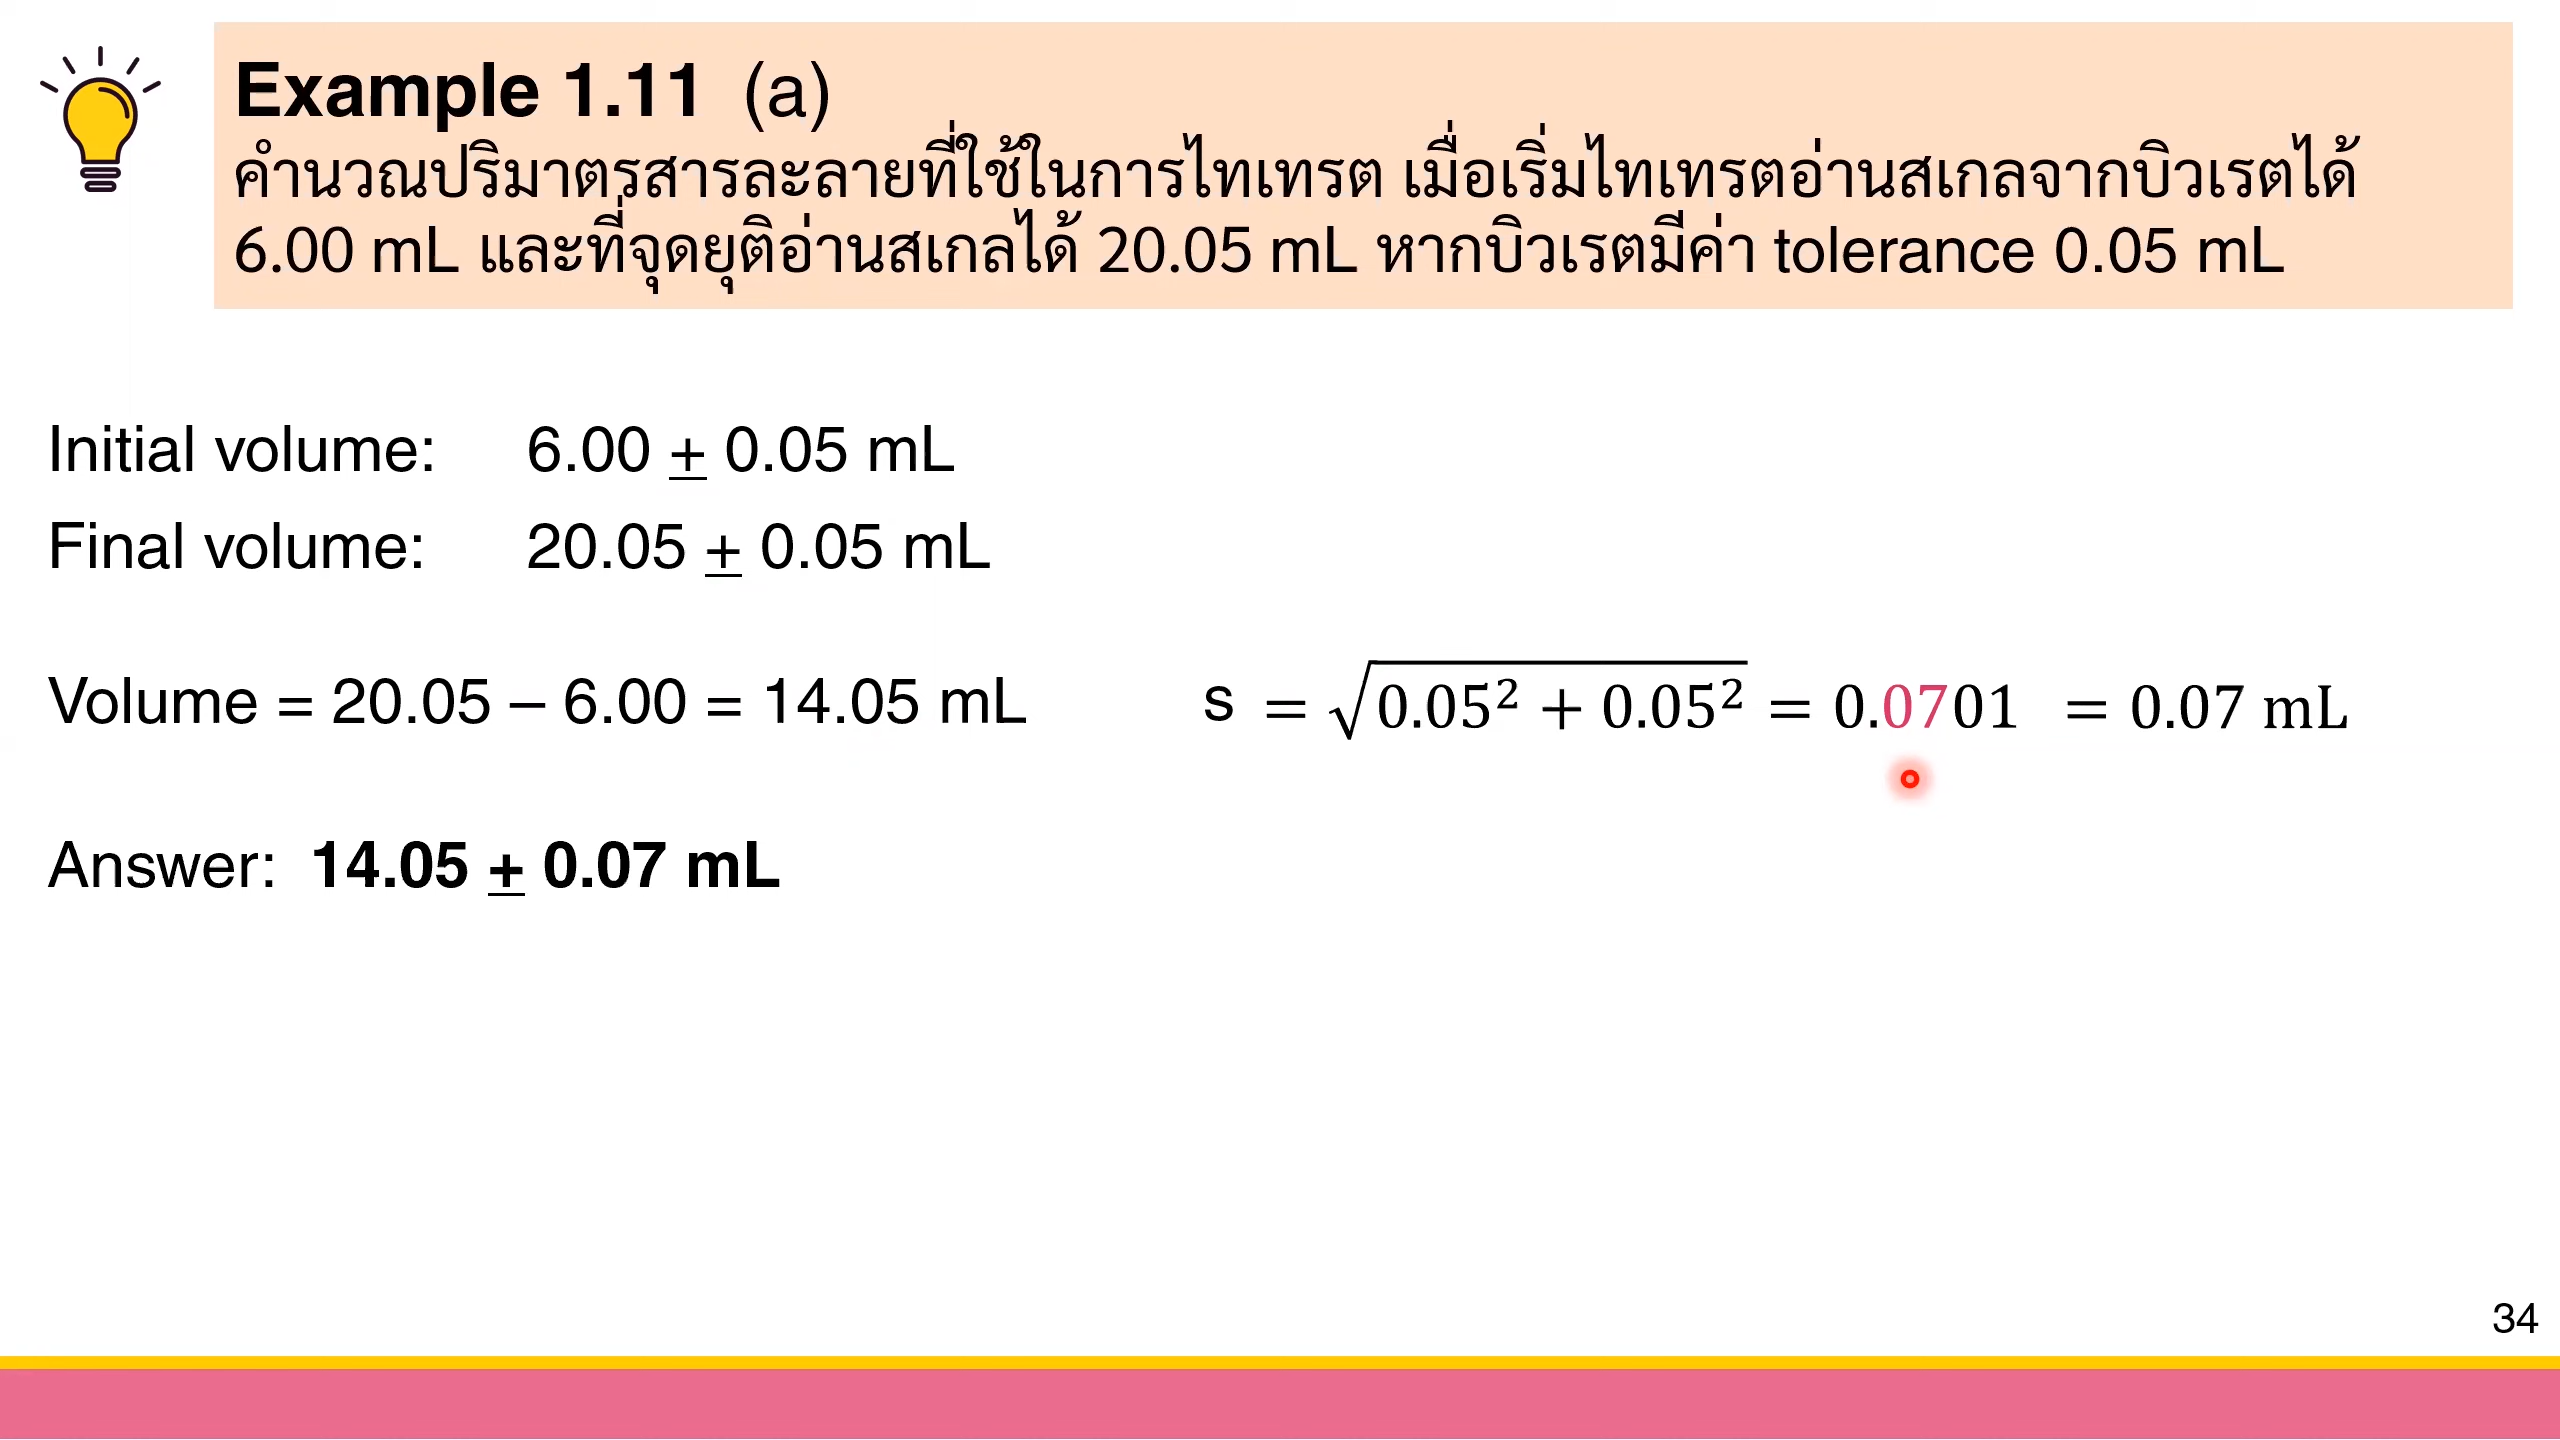 Example 1.11 (a)
คำนวณปริมาตรสารละลายที่ใช้ในการไทเทรต เมื่อเริ่มไทเทรตอ่านสเกลจากบิวเรตได้
6.00 mL และที่จุดยุติอ่านสเกลได้ 20.05 mL หากบิวเรตมีค่า tolerance 0.05 mL
Initial volume: 6.00 ± 0.05 mL
Final volume: 20.05 ± 0.05 mL
Volume = 20.05 – 6.00 = 14.05 mL s = √(0.05² + 0.05²) = 0.0701 = 0.07 mL
Answer: 14.05 ± 0.07 mL
34